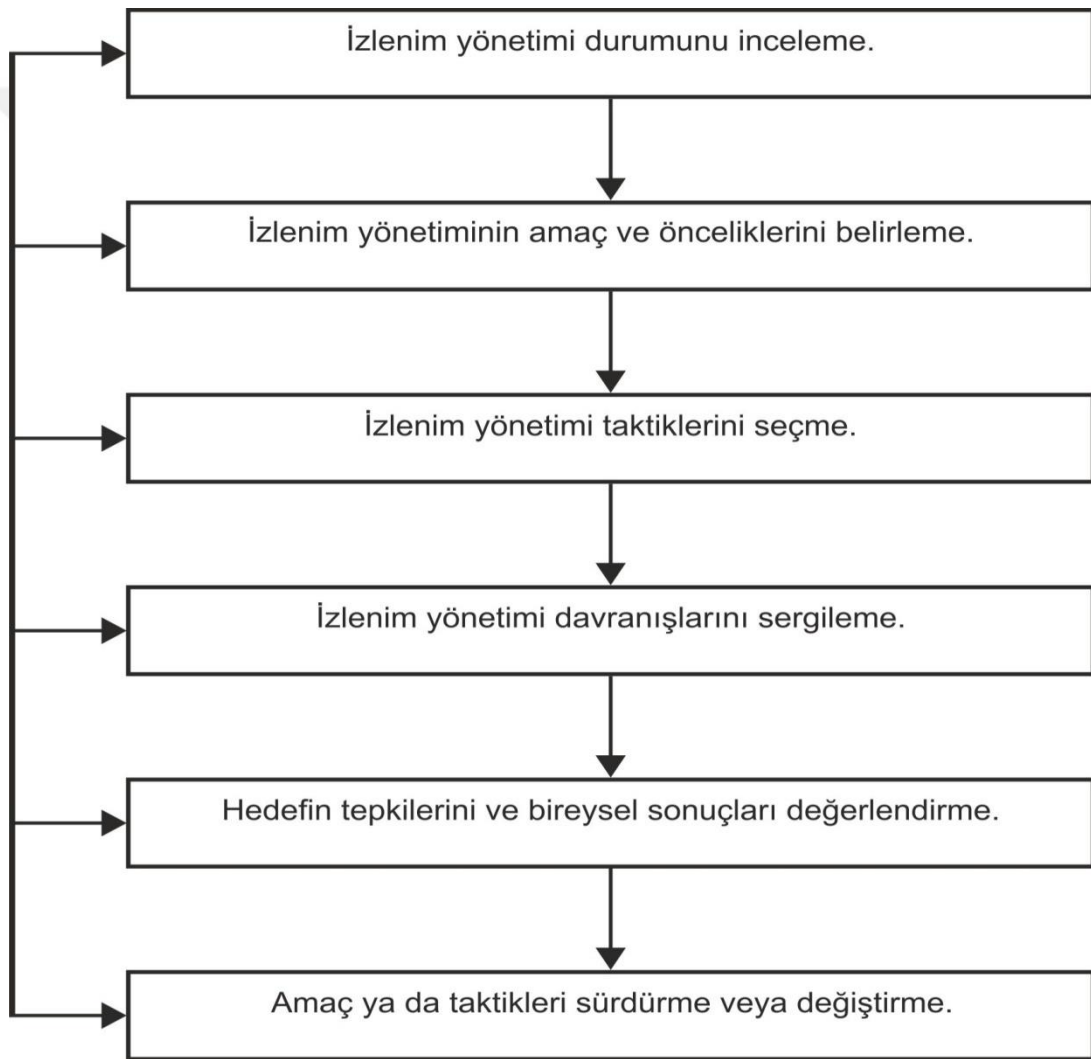 İzlenim yönetimi durumunu inceleme.
İzlenim yönetiminin amaç ve önceliklerini belirleme.
İzlenim yönetimi taktiklerini seçme.
İzlenim yönetimi davranışlarını sergileme.
Hedefin tepkilerini ve bireysel sonuçları değerlendirme.
Amaç ya da taktikleri sürdürme veya değiştirme.